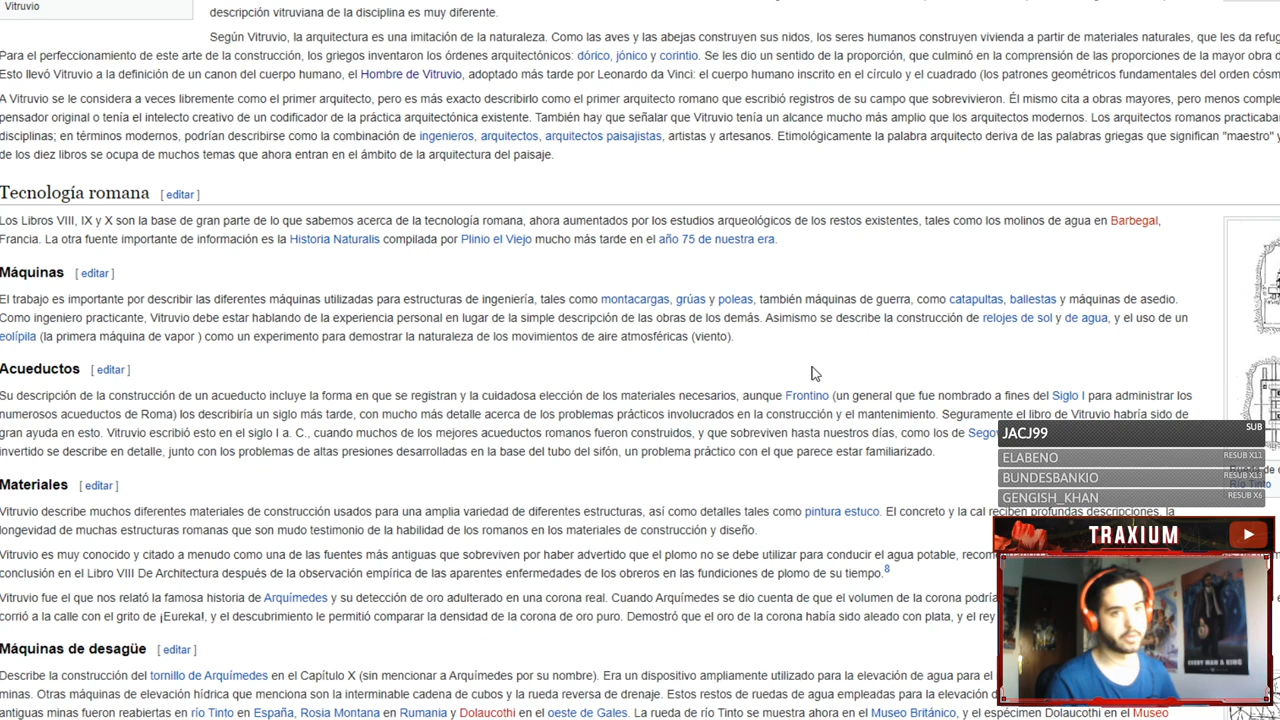 Vitruvio
descripción vitruviana de la disciplina es muy diferente.
Según Vitruvio, la arquitectura es una imitación de la naturaleza. Como las aves y las abejas construyen sus nidos, los seres humanos construyen vivienda a partir de materiales naturales, que les da refug
Para el perfeccionamiento de este arte de la construcción, los griegos inventaron los órdenes arquitectónicos: dórico, jónico y corintio. Se les dio un sentido de la proporción, que culminó en la comprensión de las proporciones de la mayor obra d
Esto llevó Vitruvio a la definición de un canon del cuerpo humano, el Hombre de Vitruvio, adoptado más tarde por Leonardo da Vinci: el cuerpo humano inscrito en el círculo y el cuadrado (los patrones geométricos fundamentales del orden cósm
A Vitruvio se le considera a veces libremente como el primer arquitecto, pero es más exacto describirlo como el primer arquitecto romano que escribió registros de su campo que sobrevivieron. Él mismo cita a obras mayores, pero menos comple
pensador original o tenía el intelecto creativo de un codificador de la práctica arquitectónica existente. También hay que señalar que Vitruvio tenía un alcance mucho más amplio que los arquitectos modernos. Los arquitectos romanos practicaba
disciplinas; en términos modernos, podrían describirse como la combinación de ingenieros, arquitectos, arquitectos paisajistas, artistas y artesanos. Etimológicamente la palabra arquitecto deriva de las palabras griegas que significan "maestro" y
de los diez libros se ocupa de muchos temas que ahora entran en el ámbito de la arquitectura del paisaje.
Tecnología romana [ editar ]
Los Libros VIII, IX y X son la base de gran parte de lo que sabemos acerca de la tecnología romana, ahora aumentados por los estudios arqueológicos de los restos existentes, tales como los molinos de agua en Barbegal,
Francia. La otra fuente importante de información es la Historia Naturalis compilada por Plinio el Viejo mucho más tarde en el año 75 de nuestra era.
Máquinas [ editar ]
El trabajo es importante por describir las diferentes máquinas utilizadas para estructuras de ingeniería, tales como montacargas, grúas y poleas, también máquinas de guerra, como catapultas, ballestas y máquinas de asedio.
Como ingeniero practicante, Vitruvio debe estar hablando de la experiencia personal en lugar de la simple descripción de las obras de los demás. Asimismo se describe la construcción de relojes de sol y de agua, y el uso de un
eolípila (la primera máquina de vapor ) como un experimento para demostrar la naturaleza de los movimientos de aire atmosféricas (viento).
Acueductos [ editar ]
Su descripción de la construcción de un acueducto incluye la forma en que se registran y la cuidadosa elección de los materiales necesarios, aunque Frontino (un general que fue nombrado a fines del Siglo I para administrar los
numerosos acueductos de Roma) los describiría un siglo más tarde, con mucho más detalle acerca de los problemas prácticos involucrados en la construcción y el mantenimiento. Seguramente el libro de Vitruvio habría sido de
gran ayuda en esto. Vitruvio escribió esto en el siglo I a. C., cuando muchos de los mejores acueductos romanos fueron construidos, y que sobreviven hasta nuestros días, como los de Sego
invertido se describe en detalle, junto con los problemas de altas presiones desarrolladas en la base del tubo del sifón, un problema práctico con el que parece estar familiarizado.
Materiales [ editar ]
Vitruvio describe muchos diferentes materiales de construcción usados para una amplia variedad de diferentes estructuras, así como detalles tales como pintura estuco. El concreto y la cal reciben profundas descripciones, la
longevidad de muchas estructuras romanas que son mudo testimonio de la habilidad de los romanos en los materiales de construcción y diseño.
Vitruvio es muy conocido y citado a menudo como una de las fuentes más antiguas que sobreviven por haber advertido que el plomo no se debe utilizar para conducir el agua potable, recom
conclusión en el Libro VIII De Architectura después de la observación empírica de las aparentes enfermedades de los obreros en las fundiciones de plomo de su tiempo.8
Vitruvio fue el que nos relató la famosa historia de Arquímedes y su detección de oro adulterado en una corona real. Cuando Arquímedes se dio cuenta de que el volumen de la corona podría
corrió a la calle con el grito de ¡Eureka!, y el descubrimiento le permitió comparar la densidad de la corona de oro puro. Demostró que el oro de la corona había sido aleado con plata, y el rey
Máquinas de desagüe [ editar ]
Describe la construcción del tornillo de Arquímedes en el Capítulo X (sin mencionar a Arquímedes por su nombre). Era un dispositivo ampliamente utilizado para la elevación de agua para el
minas. Otras máquinas de elevación hídrica que menciona son la interminable cadena de cubos y la rueda reversa de drenaje. Estos restos de ruedas de agua empleadas para la elevación d
antiguas minas fueron reabiertas en río Tinto en España, Rosia Montana en Rumania y Dolaucothi en el oeste de Gales. La rueda de río Tinto se muestra ahora en el Museo Británico, y el espécimen Dolaucothi en el Museo
JACJ99 SUB
ELABENO RESUB X11
BUNDESBANKIO RESUB X13
GENGISH_KHAN RESUB X6
Río Tinto
TRAXIUM
EVERY MAN A KING